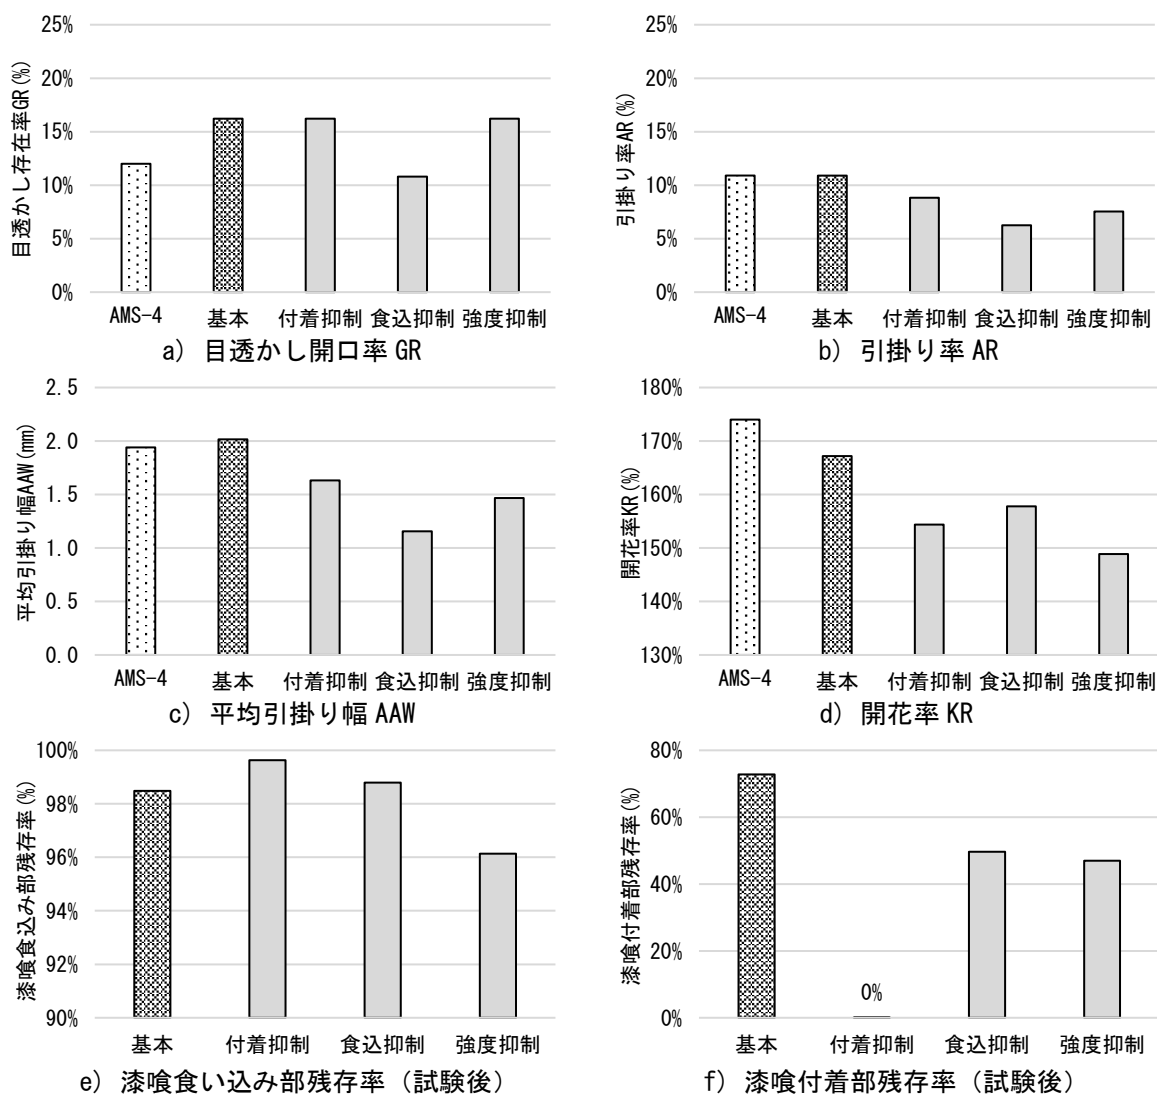 25%
20%
15%
10%
5%
0%
目透かし存在率GR(%)
AMS-4 基本 付着抑制 食込抑制 強度抑制
a) 目透かし開口率 GR
25%
20%
15%
10%
5%
0%
引掛り率AR(%)
AMS-4 基本 付着抑制 食込抑制 強度抑制
b) 引掛り率 AR
2.5
2.0
1.5
1.0
0.5
0.0
平均引掛り幅AAW(mm)
AMS-4 基本 付着抑制 食込抑制 強度抑制
c) 平均引掛り幅 AAW
180%
170%
160%
150%
140%
130%
開花率KR(%)
AMS-4 基本 付着抑制 食込抑制 強度抑制
d) 開花率 KR
100%
98%
96%
94%
92%
90%
漆喰食込み部残存率(%)
基本 付着抑制 食込抑制 強度抑制
e) 漆喰食い込み部残存率（試験後）
80%
60%
40%
20%
0%
漆喰付着部残存率(%)
0%
基本 付着抑制 食込抑制 強度抑制
f) 漆喰付着部残存率（試験後）